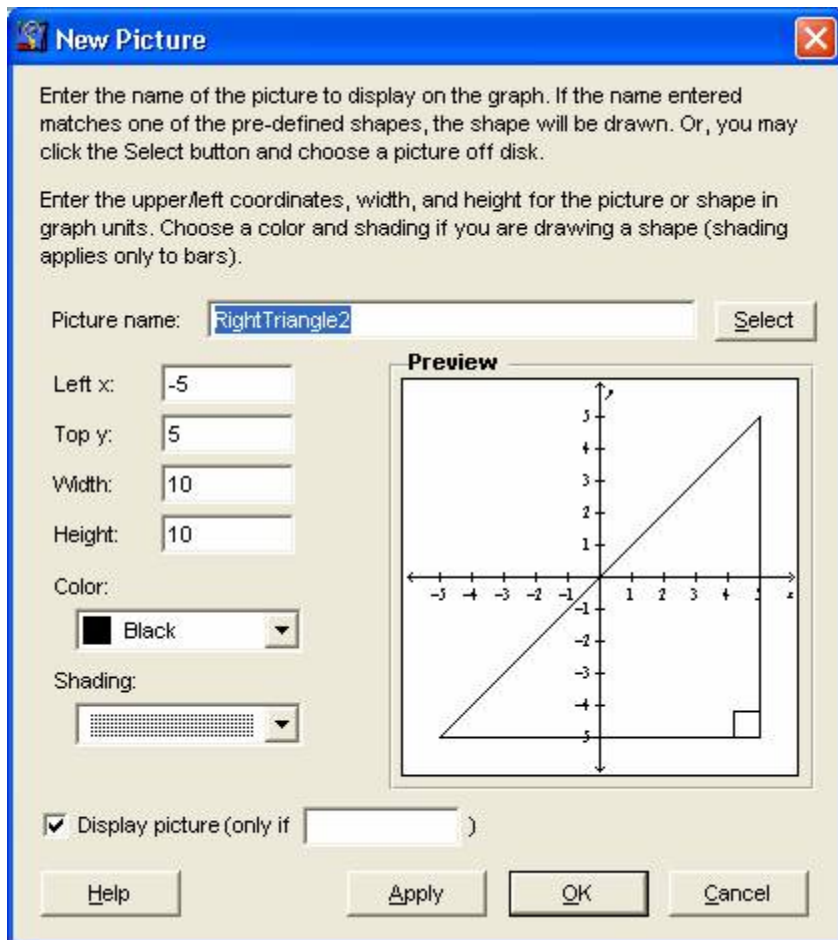 New Picture
Enter the name of the picture to display on the graph. If the name entered
matches one of the pre-defined shapes, the shape will be drawn. Or, you may
click the Select button and choose a picture off disk.
Enter the upper/left coordinates, width, and height for the picture or shape in
graph units. Choose a color and shading if you are drawing a shape (shading
applies only to bars).
Picture name: RightTriangle2 Select
Left x: -5
Top y: 5
Width: 10
Height: 10
Color:
Black
Shading:
Preview
y
5
4
3
2
1
-5 -4 -3 -2 -1 1 2 3 4 5 x
-1
-2
-3
-4
5
Display picture (only if )
Help Apply OK Cancel